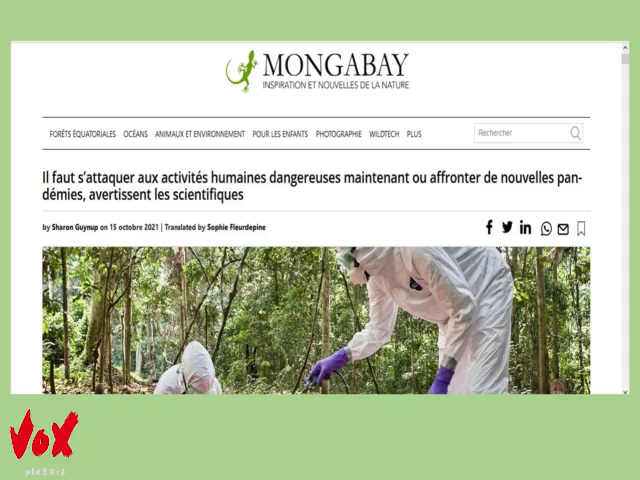 MONGABAY
INSPIRATION ET NOUVELLES DE LA NATURE
FORÊTS ÉQUATORIALES OCÉANS ANIMAUX ET ENVIRONNEMENT POUR LES ENFANTS PHOTOGRAPHIE WILDTECH PLUS
Rechercher
Il faut s'attaquer aux activités humaines dangereuses maintenant ou affronter de nouvelles pan-
démies, avertissent les scientifiques
by Sharon Guynup on 15 octobre 2021 | Translated by Sophie Fleurdepine
VoX
plebeis